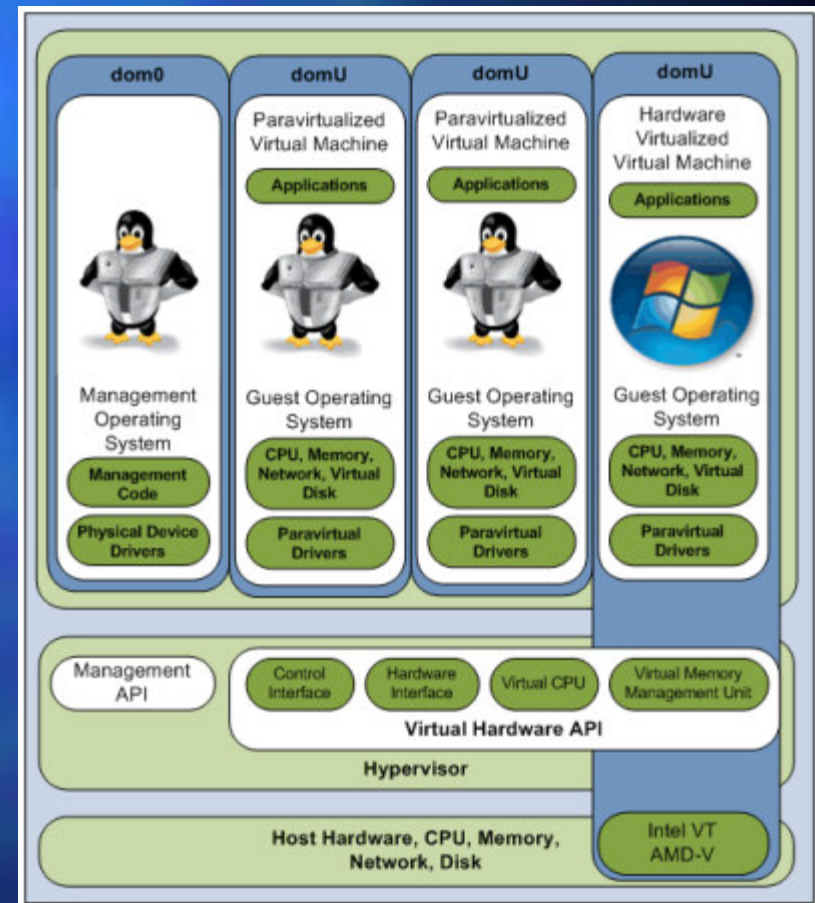 dom0
Management
Operating
System
Management
Code
Physical Device
Drivers
domU
Paravirtualized
Virtual Machine
Applications
Guest Operating
System
CPU, Memory,
Network, Virtual
Disk
Paravirtual
Drivers
domU
Paravirtualized
Virtual Machine
Applications
Guest Operating
System
CPU, Memory,
Network, Virtual
Disk
Paravirtual
Drivers
domU
Hardware
Virtualized
Virtual Machine
Applications
Guest Operating
System
CPU, Memory,
Network, Virtual
Disk
Paravirtual
Drivers
Management
API
Control
Interface
Hardware
Interface
Virtual CPU
Virtual Memory
Management Unit
Virtual Hardware API
Hypervisor
Host Hardware, CPU, Memory,
Network, Disk
Intel VT
AMD-V